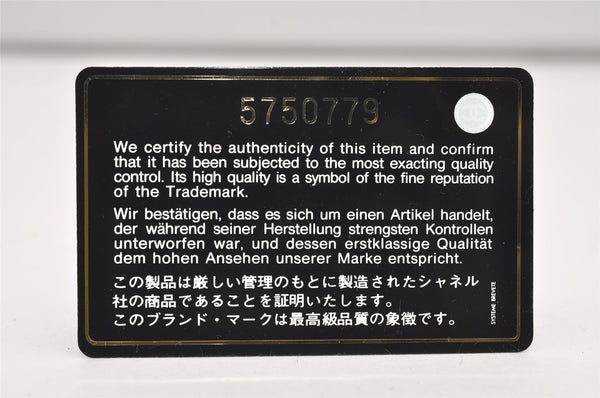 5750779
We certify the authenticity of this item and confirm
that it has been subjected to the most exacting quality
control. Its high quality is a symbol of the fine reputation
of the Trademark.
Wir bestätigen, dass es sich um einen Artikel handelt,
der während seiner Herstellung strengsten Kontrollen
unterworfen war, und dessen erstklassige Qualität
dem hohen Ansehen unserer Marke entspricht.
この製品は厳しい管理のもとに製造されたシャネル
社の商品であることを証明いたします。
このブランド・マークは最高級品質の象徴です。
SYSTEME BREVETE